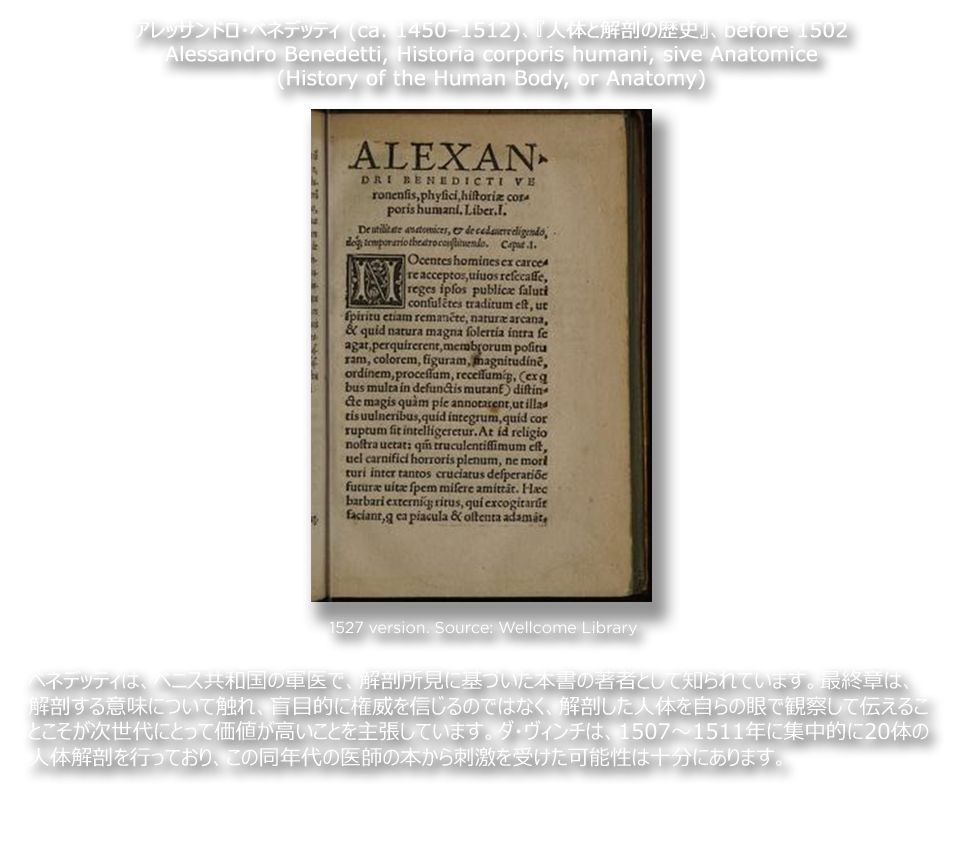 アレッサンドロ・ベネデッティ (ca. 1450–1512)、『人体と解剖の歴史』、before 1502
Alessandro Benedetti, Historia corporis humani, sive Anatomice
(History of the Human Body, or Anatomy)
ALEXAN-
DRI BENEDICTI VE
ronensis, physici, historiæ cor-
poris humani. Liber. I.
De utilitate anatomices, & de cadavere eligendo,
deq; temporario theatro constituendo. Caput .1.
NOcentes homines ex carce-
re acceptos, uiuos resecasse,
reges ipsos publicæ saluti
consulētes traditum est, ut
spiritu etiam remanēte, naturæ arcana,
& quid natura magna solertia intra se
agat, perquirerent, membrorum positu
ram, colorem, figuram, magnitudinē,
ordinem, processum, recessumq;, (ex q
bus multa in defunctis mutant) distin-
cte magis quàm pie annotarent, ut illa-
tis uulneribus, quid integrum, quid cor
ruptum sit intelligeretur. At id religio
nostra uetat: qm̄ truculentissimum est,
uel carnifici horroris plenum, ne mori
turi inter tantos cruciatus desperatiōe
futuræ uitæ spem misere amittāt. Hæc
barbari externiq; ritus, qui excogitarūt
faciant, q ea piacula & ostenta adamāt,
1527 version. Source: Wellcome Library
ベネデッティは、ベニス共和国の軍医で、解剖所見に基づいた本書の著者として知られています。最終章は、
解剖する意味について触れ、盲目的に権威を信じるのではなく、解剖した人体を自らの眼で観察して伝えるこ
とこそが次世代にとって価値が高いことを主張しています。ダ・ヴィンチは、1507～1511年に集中的に20体の
人体解剖を行っており、この同年代の医師の本から刺激を受けた可能性は十分にあります。